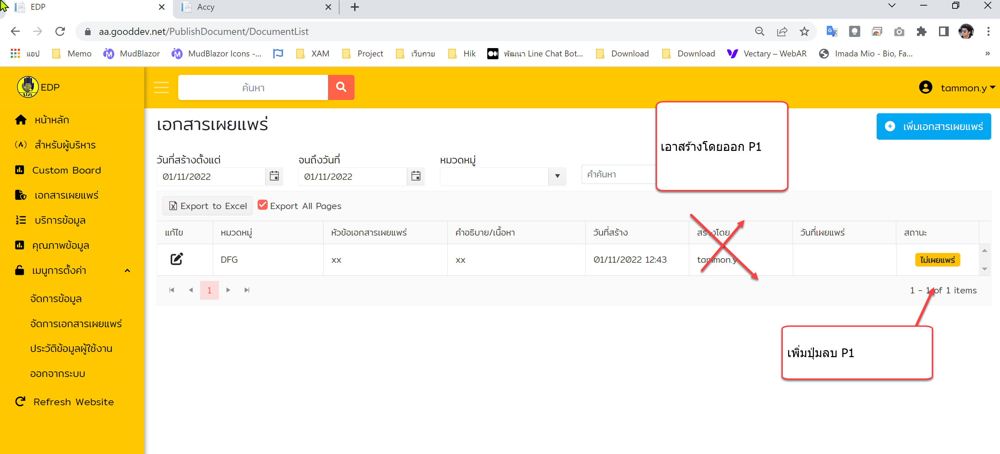 EDP
Accy
aa.gooddev.net/PublishDocument/DocumentList
แอป
Memo
MudBlazor
MudBlazor Icons -...
XAM
Project
เว็บกวย
Hik
พัฒนา Line Chat Bot...
Download
Download
Vectary – WebAR
Imada Mio - Bio, Fa...
»
ปภ.
EDP
ค้นหา
tammon.y
หน้าหลัก
สำหรับผู้บริหาร
Custom Board
เอกสารเผยแพร่
บริการข้อมูล
คุณภาพข้อมูล
เมนูการตั้งค่า
จัดการข้อมูล
จัดการเอกสารเผยแพร่
ประวัติข้อมูลผู้ใช้งาน
ออกจากระบบ
Refresh Website
เอกสารเผยแพร่
เพิ่มเอกสารเผยแพร่
เอาสร้างโดยออก P1
วันที่สร้างตั้งแต่
จนถึงวันที่
หมวดหมู่
01/11/2022
01/11/2022
คำค้นหา
Export to Excel
Export All Pages
แก้ไข
หมวดหมู่
หัวข้อเอกสารเผยแพร่
คำอธิบาย/เนื้อหา
วันที่สร้าง
สร้างโดย
วันที่เผยแพร่
สถานะ
DFG
xx
xx
01/11/2022 12:43
tammon.y
ไม่เผยแพร่
1
1 - 1 of 1 items
เพิ่มปุ่มลบ P1